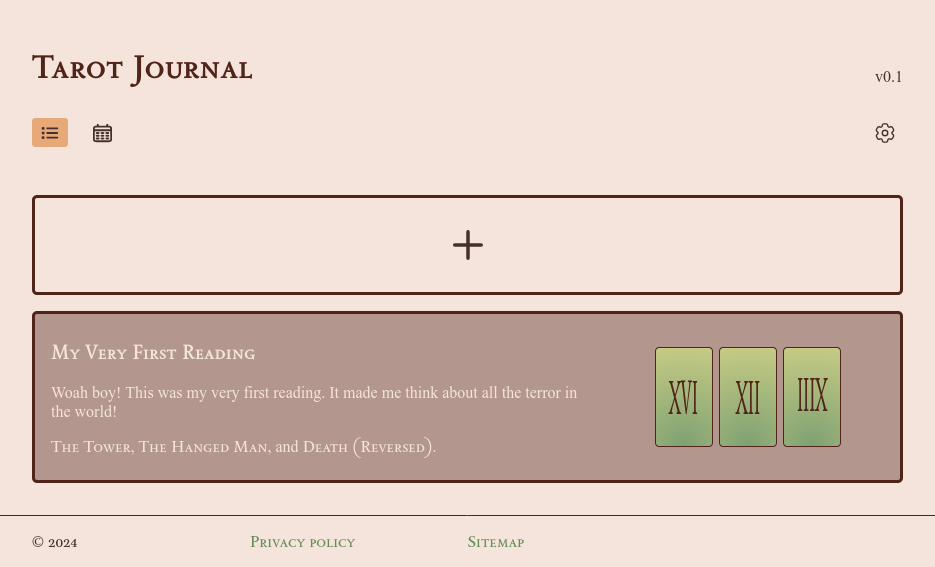 Tarot Journal
v0.1
My Very First Reading
Woah boy! This was my very first reading. It made me think about all the terror in
the world!
The Tower, The Hanged Man, and Death (Reversed).
XVI XII IIIX
© 2024 Privacy policy Sitemap